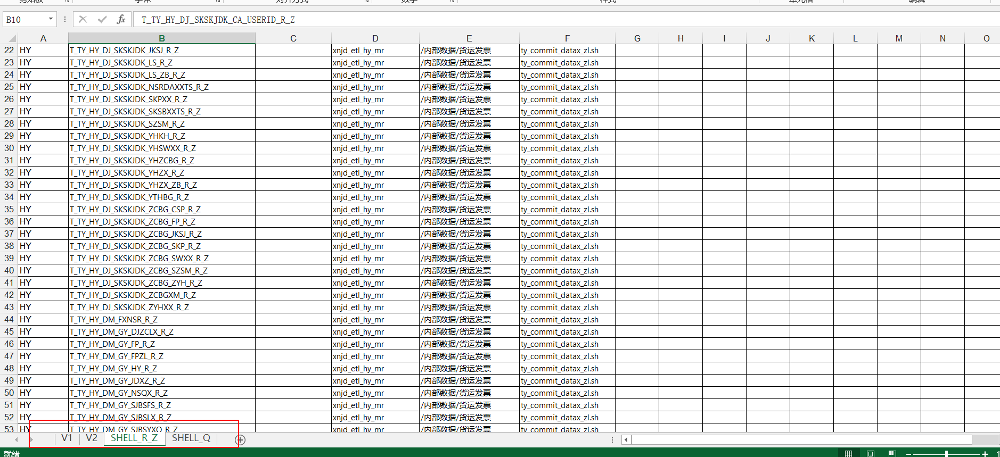 剪贴板 字体 对齐方式 数字 样式 单元格 编辑
B10 fx T_TY_HY_DJ_SKSKJDK_CA_USERID_R_Z
A B C D E F G H I J K L M N O
22 HY T_TY_HY_DJ_SKSKJDK_JKSJ_R_Z xnjd_etl_hy_mr /内部数据/货运发票 ty_commit_datax_zl.sh
23 HY T_TY_HY_DJ_SKSKJDK_LS_R_Z xnjd_etl_hy_mr /内部数据/货运发票 ty_commit_datax_zl.sh
24 HY T_TY_HY_DJ_SKSKJDK_LS_ZB_R_Z xnjd_etl_hy_mr /内部数据/货运发票 ty_commit_datax_zl.sh
25 HY T_TY_HY_DJ_SKSKJDK_NSRDAXXTS_R_Z xnjd_etl_hy_mr /内部数据/货运发票 ty_commit_datax_zl.sh
26 HY T_TY_HY_DJ_SKSKJDK_SKPXX_R_Z xnjd_etl_hy_mr /内部数据/货运发票 ty_commit_datax_zl.sh
27 HY T_TY_HY_DJ_SKSKJDK_SKSBXXTS_R_Z xnjd_etl_hy_mr /内部数据/货运发票 ty_commit_datax_zl.sh
28 HY T_TY_HY_DJ_SKSKJDK_SZSM_R_Z xnjd_etl_hy_mr /内部数据/货运发票 ty_commit_datax_zl.sh
29 HY T_TY_HY_DJ_SKSKJDK_YHKH_R_Z xnjd_etl_hy_mr /内部数据/货运发票 ty_commit_datax_zl.sh
30 HY T_TY_HY_DJ_SKSKJDK_YHSWXX_R_Z xnjd_etl_hy_mr /内部数据/货运发票 ty_commit_datax_zl.sh
31 HY T_TY_HY_DJ_SKSKJDK_YHZCBG_R_Z xnjd_etl_hy_mr /内部数据/货运发票 ty_commit_datax_zl.sh
32 HY T_TY_HY_DJ_SKSKJDK_YHZX_R_Z xnjd_etl_hy_mr /内部数据/货运发票 ty_commit_datax_zl.sh
33 HY T_TY_HY_DJ_SKSKJDK_YHZX_ZB_R_Z xnjd_etl_hy_mr /内部数据/货运发票 ty_commit_datax_zl.sh
34 HY T_TY_HY_DJ_SKSKJDK_YTHBG_R_Z xnjd_etl_hy_mr /内部数据/货运发票 ty_commit_datax_zl.sh
35 HY T_TY_HY_DJ_SKSKJDK_ZCBG_CSP_R_Z xnjd_etl_hy_mr /内部数据/货运发票 ty_commit_datax_zl.sh
36 HY T_TY_HY_DJ_SKSKJDK_ZCBG_FP_R_Z xnjd_etl_hy_mr /内部数据/货运发票 ty_commit_datax_zl.sh
37 HY T_TY_HY_DJ_SKSKJDK_ZCBG_JKSJ_R_Z xnjd_etl_hy_mr /内部数据/货运发票 ty_commit_datax_zl.sh
38 HY T_TY_HY_DJ_SKSKJDK_ZCBG_SKP_R_Z xnjd_etl_hy_mr /内部数据/货运发票 ty_commit_datax_zl.sh
39 HY T_TY_HY_DJ_SKSKJDK_ZCBG_SWXX_R_Z xnjd_etl_hy_mr /内部数据/货运发票 ty_commit_datax_zl.sh
40 HY T_TY_HY_DJ_SKSKJDK_ZCBG_SZSM_R_Z xnjd_etl_hy_mr /内部数据/货运发票 ty_commit_datax_zl.sh
41 HY T_TY_HY_DJ_SKSKJDK_ZCBG_ZYH_R_Z xnjd_etl_hy_mr /内部数据/货运发票 ty_commit_datax_zl.sh
42 HY T_TY_HY_DJ_SKSKJDK_ZCBGXM_R_Z xnjd_etl_hy_mr /内部数据/货运发票 ty_commit_datax_zl.sh
43 HY T_TY_HY_DJ_SKSKJDK_ZYHXX_R_Z xnjd_etl_hy_mr /内部数据/货运发票 ty_commit_datax_zl.sh
44 HY T_TY_HY_DM_FXNSR_R_Z xnjd_etl_hy_mr /内部数据/货运发票 ty_commit_datax_zl.sh
45 HY T_TY_HY_DM_GY_DJZCLX_R_Z xnjd_etl_hy_mr /内部数据/货运发票 ty_commit_datax_zl.sh
46 HY T_TY_HY_DM_GY_FP_R_Z xnjd_etl_hy_mr /内部数据/货运发票 ty_commit_datax_zl.sh
47 HY T_TY_HY_DM_GY_FPZL_R_Z xnjd_etl_hy_mr /内部数据/货运发票 ty_commit_datax_zl.sh
48 HY T_TY_HY_DM_GY_HY_R_Z xnjd_etl_hy_mr /内部数据/货运发票 ty_commit_datax_zl.sh
49 HY T_TY_HY_DM_GY_JDXZ_R_Z xnjd_etl_hy_mr /内部数据/货运发票 ty_commit_datax_zl.sh
50 HY T_TY_HY_DM_GY_NSQX_R_Z xnjd_etl_hy_mr /内部数据/货运发票 ty_commit_datax_zl.sh
51 HY T_TY_HY_DM_GY_SJBSFS_R_Z xnjd_etl_hy_mr /内部数据/货运发票 ty_commit_datax_zl.sh
52 HY T_TY_HY_DM_GY_SJBSLX_R_Z xnjd_etl_hy_mr /内部数据/货运发票 ty_commit_datax_zl.sh
53 HY T_TY_HY_DM_GY_SJBSYXQ_R_Z xnjd_etl_hy_mr /内部数据/货运发票 ty_commit_datax_zl.sh
V1 V2 SHELL_R_Z SHELL_Q
就绪